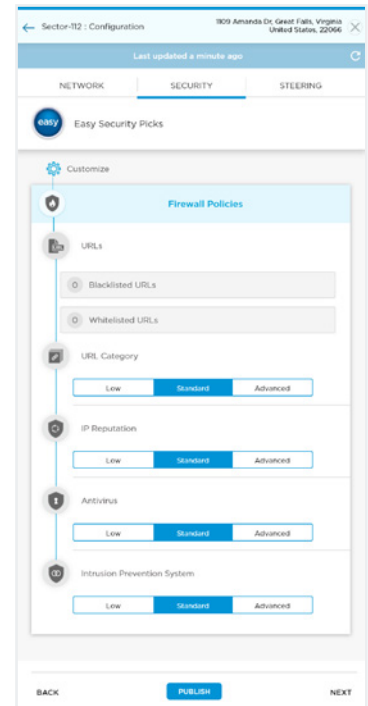 Sector-112 : Configuration
1109 Amanda Dr, Great Falls, Virginia
United States, 22066
Last updated a minute ago
NETWORK SECURITY STEERING
easy Easy Security Picks
Customize
Firewall Policies
URLs
0 Blacklisted URLs
0 Whitelisted URLs
URL Category
Low Standard Advanced
IP Reputation
Low Standard Advanced
Antivirus
Low Standard Advanced
Intrusion Prevention System
Low Standard Advanced
BACK PUBLISH NEXT